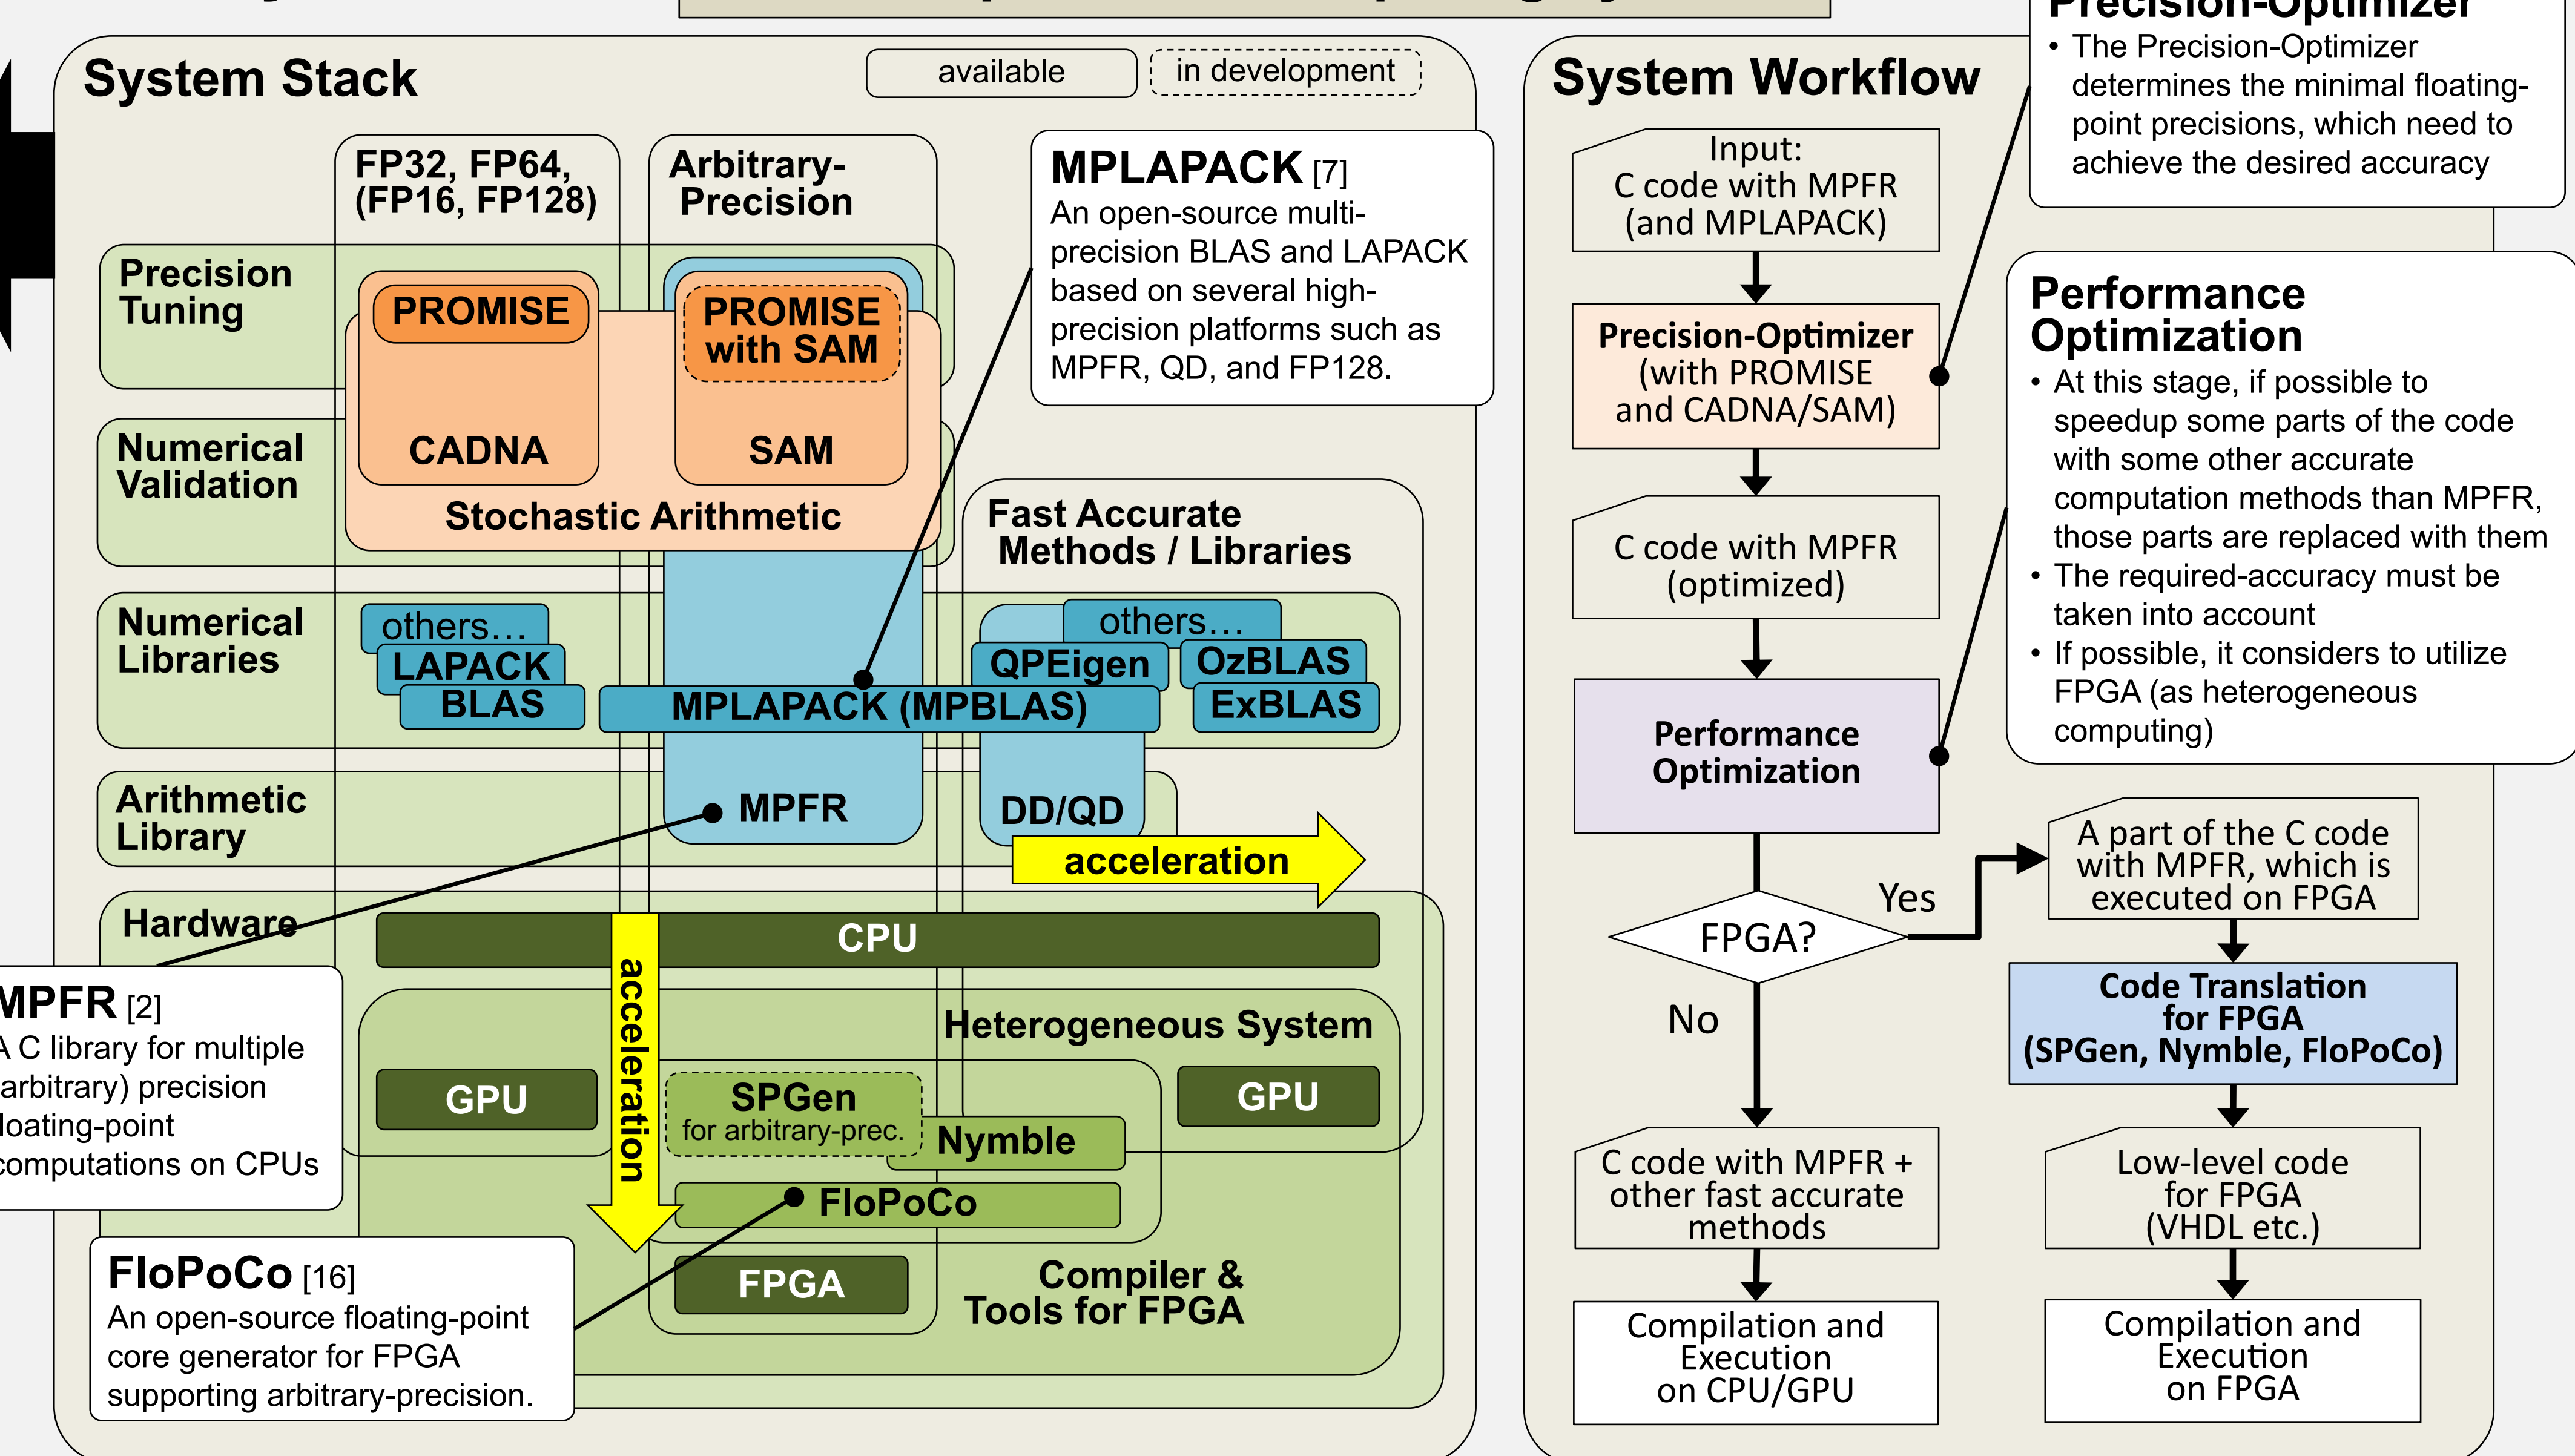 System Stack
available
in development
FP32, FP64,
(FP16, FP128)
Arbitrary-
Precision
MPLAPACK [7]
An open-source multi-
precision BLAS and LAPACK
based on several high-
precision platforms such as
MPFR, QD, and FP128.
Precision
Tuning
PROMISE
PROMISE
with SAM
Numerical
Validation
CADNA
SAM
Stochastic Arithmetic
Fast Accurate
Methods / Libraries
Numerical
Libraries
others…
LAPACK
BLAS
others…
QPEigen
OzBLAS
MPLAPACK (MPBLAS)
ExBLAS
Arithmetic
Library
MPFR
DD/QD
acceleration
Hardware
CPU
acceleration
Heterogeneous System
GPU
SPGen
for arbitrary-prec.
Nymble
GPU
FloPoCo
FPGA
Compiler &
Tools for FPGA
MPFR [2]
A C library for multiple
arbitrary) precision
loating-point
computations on CPUs
FloPoCo [16]
An open-source floating-point
core generator for FPGA
supporting arbitrary-precision.
System Workflow
Input:
C code with MPFR
(and MPLAPACK)
Precision-Optimizer
(with PROMISE
and CADNA/SAM)
C code with MPFR
(optimized)
Performance
Optimization
FPGA?
Yes
No
A part of the C code
with MPFR, which is
executed on FPGA
Code Translation
for FPGA
(SPGen, Nymble, FloPoCo)
C code with MPFR +
other fast accurate
methods
Low-level code
for FPGA
(VHDL etc.)
Compilation and
Execution
on CPU/GPU
Compilation and
Execution
on FPGA
Precision-Optimizer
• The Precision-Optimizer
determines the minimal floating-
point precisions, which need to
achieve the desired accuracy
Performance
Optimization
• At this stage, if possible to
speedup some parts of the code
with some other accurate
computation methods than MPFR,
those parts are replaced with them
• The required-accuracy must be
taken into account
• If possible, it considers to utilize
FPGA (as heterogeneous
computing)